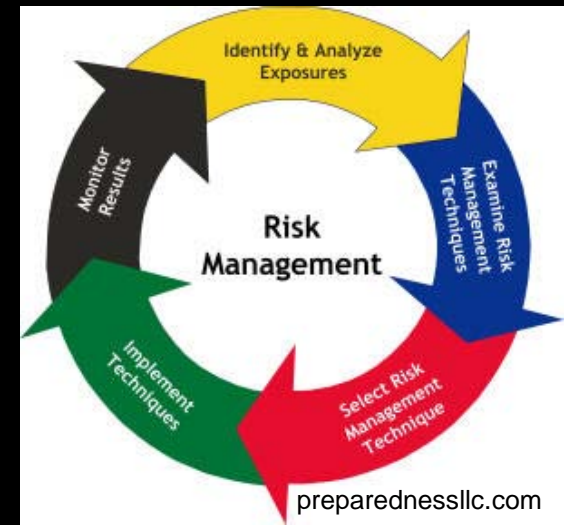 Identify & Analyze
Exposures
Examine Risk
Management
Techniques
Select Risk
Management
Technique
Implement
Techniques
Monitor
Results
Risk
Management
preparednessllc.com